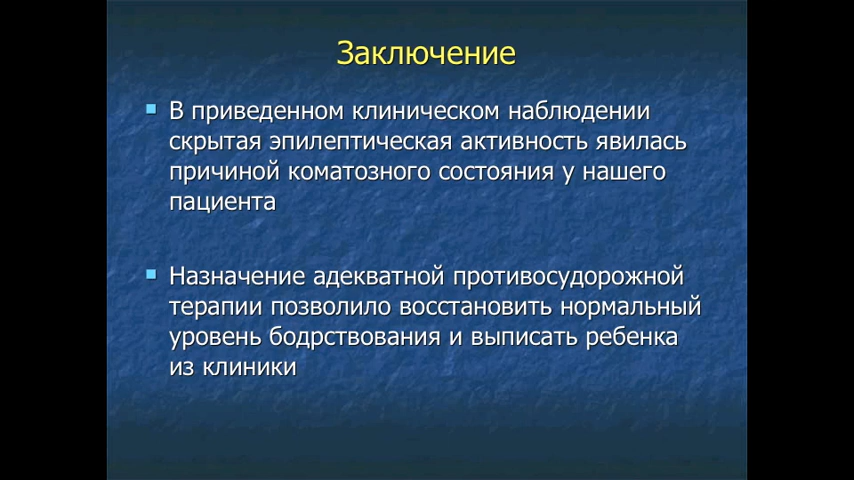 Заключение
В приведенном клиническом наблюдении
скрытая эпилептическая активность явилась
причиной коматозного состояния у нашего
пациента
Назначение адекватной противосудорожной
терапии позволило восстановить нормальный
уровень бодрствования и выписать ребенка
из клиники